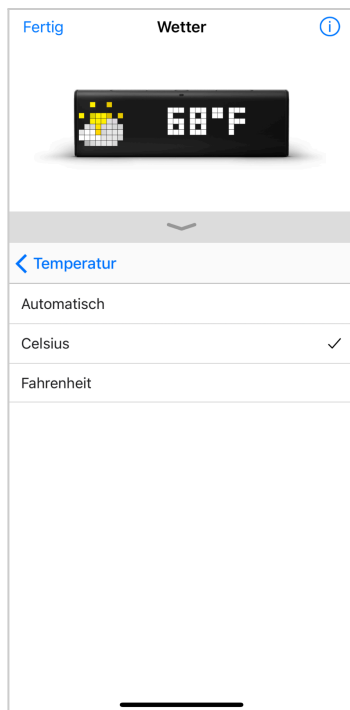 Fertig Wetter
68°F
Temperatur
Automatisch
Celsius
Fahrenheit